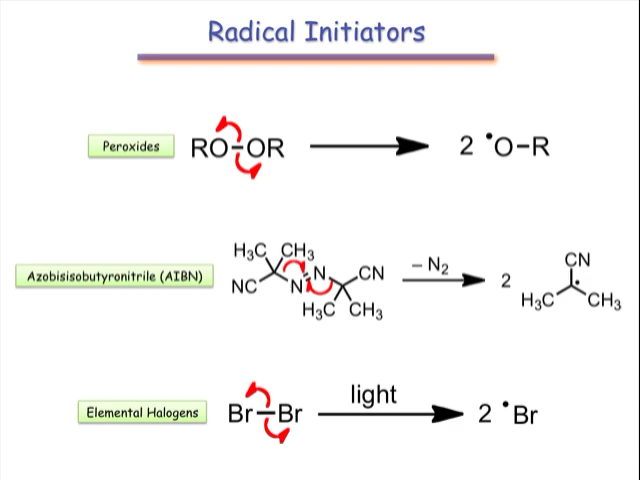 Radical Initiators
Peroxides
RO–OR
2 •O–R
Azobisisobutyronitrile (AIBN)
H₃C CH₃
NC N N CN
H₃C CH₃
– N₂
2
CN
H₃C CH₃
Elemental Halogens
Br–Br
light
2 •Br